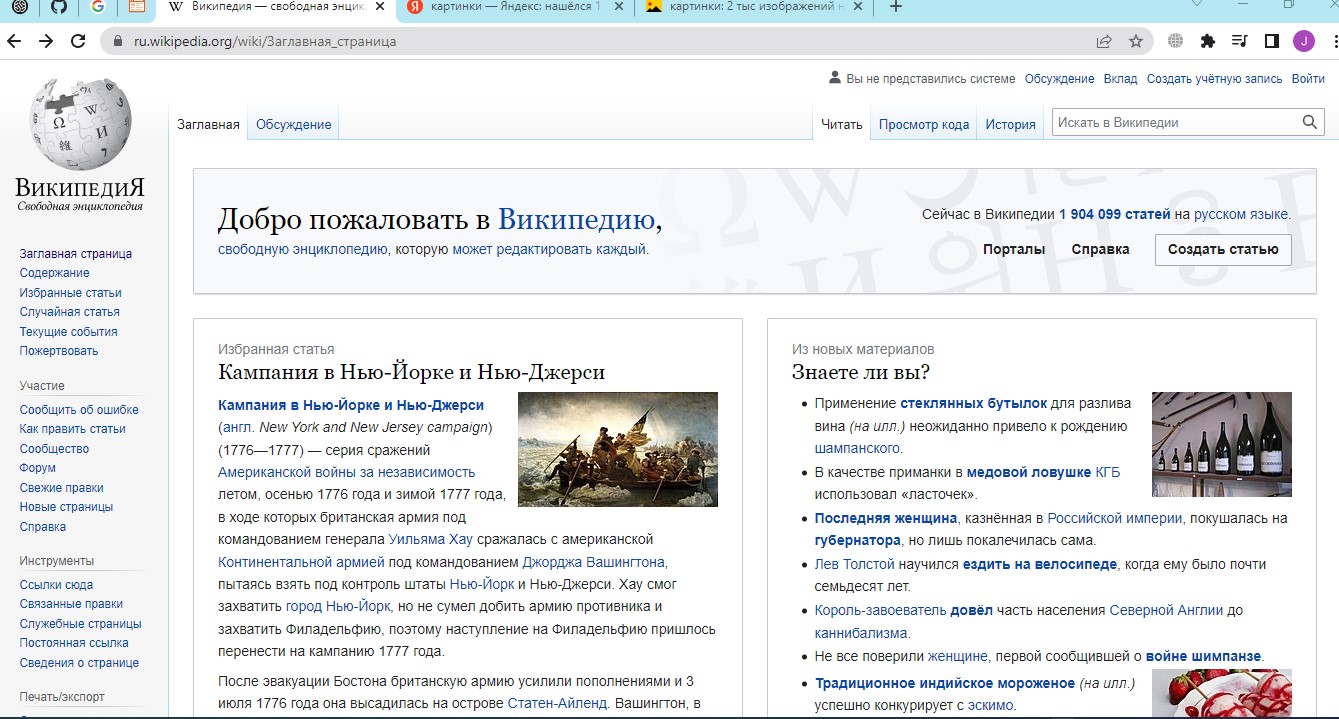 Википедия — свободная энцик
картинки — Яндекс: нашёлся 1
картинки: 2 тыс изображений
ru.wikipedia.org/wiki/Заглавная_страница
J
Вы не представились системе Обсуждение Вклад Создать учётную запись Войти
Заглавная Обсуждение Читать Просмотр кода История Искать в Википедии
ВикипедиЯ
Свободная энциклопедия
Заглавная страница
Содержание
Избранные статьи
Случайная статья
Текущие события
Пожертвовать
Участие
Сообщить об ошибке
Как править статьи
Сообщество
Форум
Свежие правки
Новые страницы
Справка
Инструменты
Ссылки сюда
Связанные правки
Служебные страницы
Постоянная ссылка
Сведения о странице
Печать/экспорт
Добро пожаловать в Википедию,
свободную энциклопедию, которую может редактировать каждый.
Сейчас в Википедии 1 904 099 статей на русском языке.
Порталы Справка Создать статью
Избранная статья
Кампания в Нью-Йорке и Нью-Джерси
Кампания в Нью-Йорке и Нью-Джерси
(англ. New York and New Jersey campaign)
(1776—1777) — серия сражений
Американской войны за независимость
летом, осенью 1776 года и зимой 1777 года,
в ходе которых британская армия под
командованием генерала Уильяма Хау сражалась с американской
Континентальной армией под командованием Джорджа Вашингтона,
пытаясь взять под контроль штаты Нью-Йорк и Нью-Джерси. Хау смог
захватить город Нью-Йорк, но не сумел добить армию противника и
захватить Филадельфию, поэтому наступление на Филадельфию пришлось
перенести на кампанию 1777 года.
После эвакуации Бостона британскую армию усилили пополнениями и 3
июля 1776 года она высадилась на острове Статен-Айленд. Вашингтон, в
Из новых материалов
Знаете ли вы?
Применение стеклянных бутылок для разлива
вина (на илл.) неожиданно привело к рождению
шампанского.
В качестве приманки в медовой ловушке КГБ
использовал «ласточек».
Последняя женщина, казнённая в Российской империи, покушалась на
губернатора, но лишь покалечилась сама.
Лев Толстой научился ездить на велосипеде, когда ему было почти
семьдесят лет.
Король-завоеватель довёл часть населения Северной Англии до
каннибализма.
Не все поверили женщине, первой сообщившей о войне шимпанзе.
Традиционное индийское мороженое (на илл.)
успешно конкурирует с эскимо.